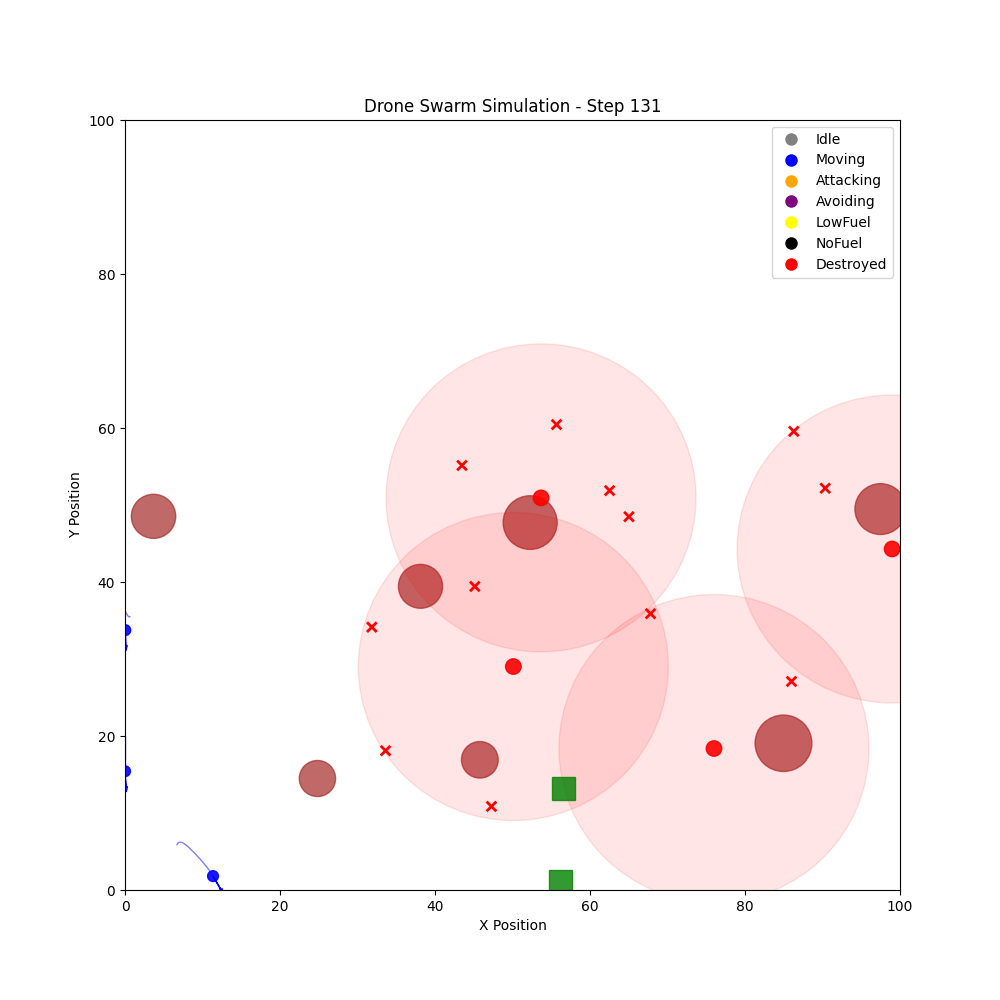 Drone Swarm Simulation - Step 131
100
80
60
40
20
0
Y Position
Idle
Moving
Attacking
Avoiding
LowFuel
NoFuel
Destroyed
0 20 40 60 80 100
X Position